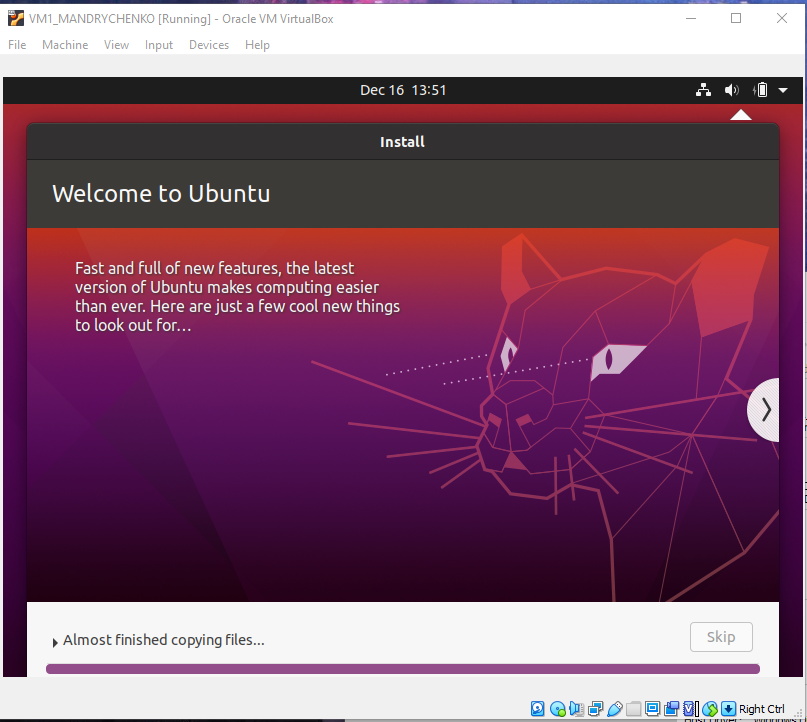 VM1_MANDRYCHENKO [Running] - Oracle VM VirtualBox
File Machine View Input Devices Help
Dec 16 13:51
Install
Welcome to Ubuntu
Fast and full of new features, the latest
version of Ubuntu makes computing easier
than ever. Here are just a few cool new things
to look out for...
Almost finished copying files...
Skip
Right Ctrl